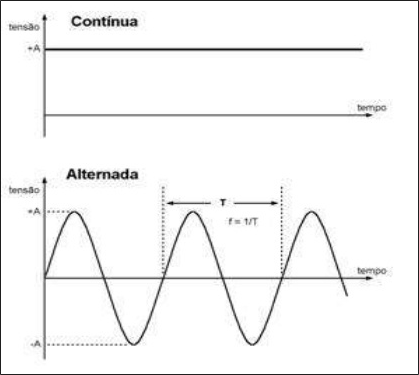 Contínua
tensão
+A
tempo
Alternada
tensão
+A
T
f = 1/T
tempo
-A